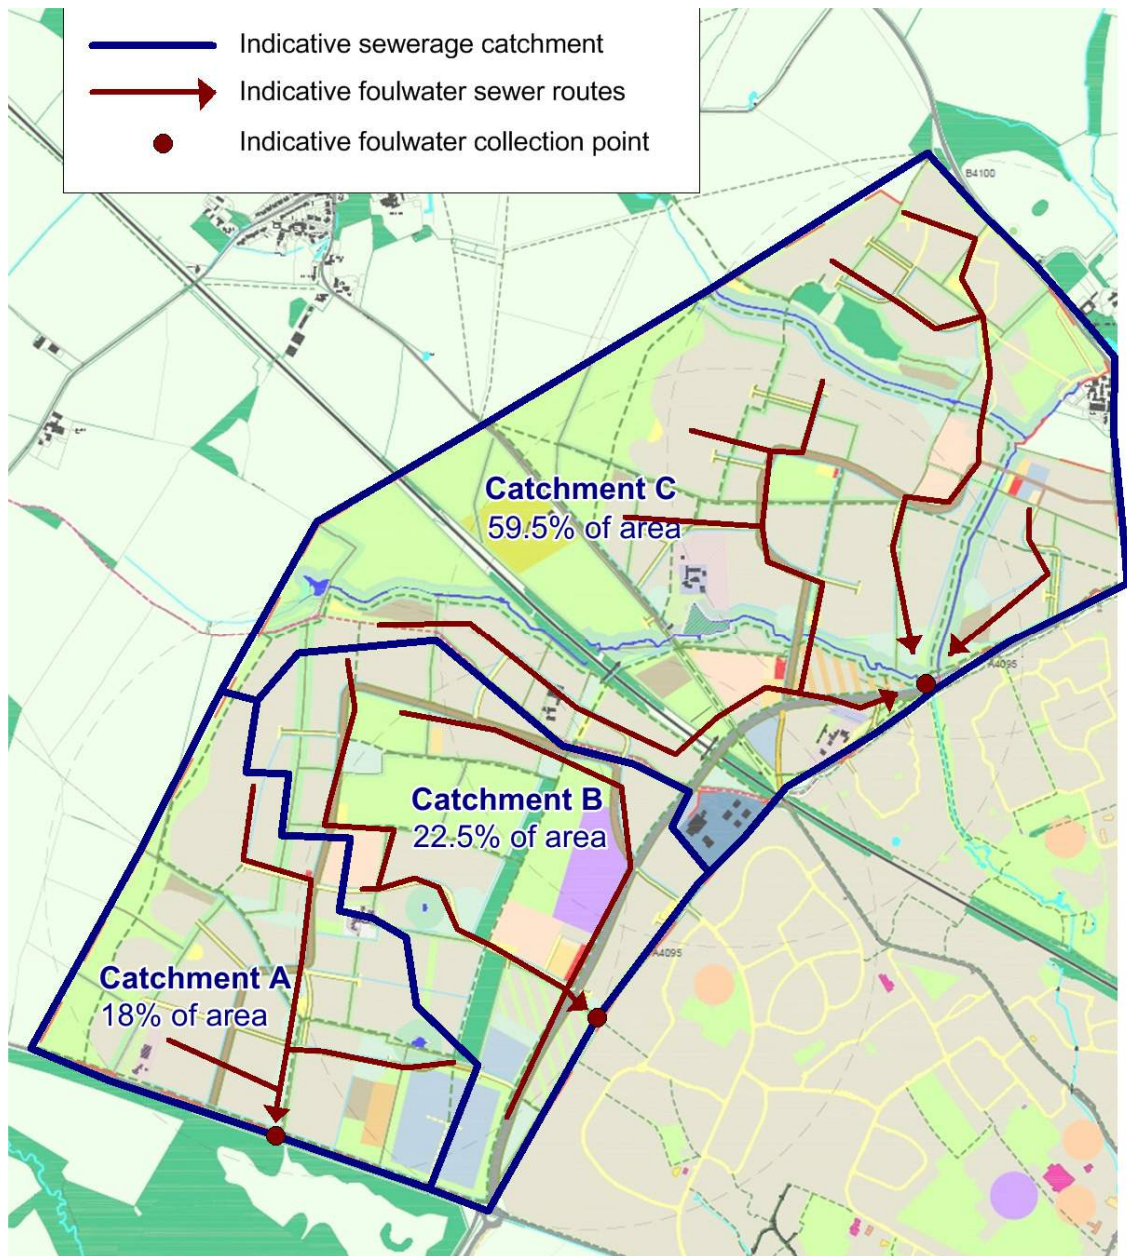 Indicative sewerage catchment
Indicative foulwater sewer routes
Indicative foulwater collection point
B4100
Catchment C
59.5% of area
A4095
Catchment B
22.5% of area
A4095
Catchment A
18% of area